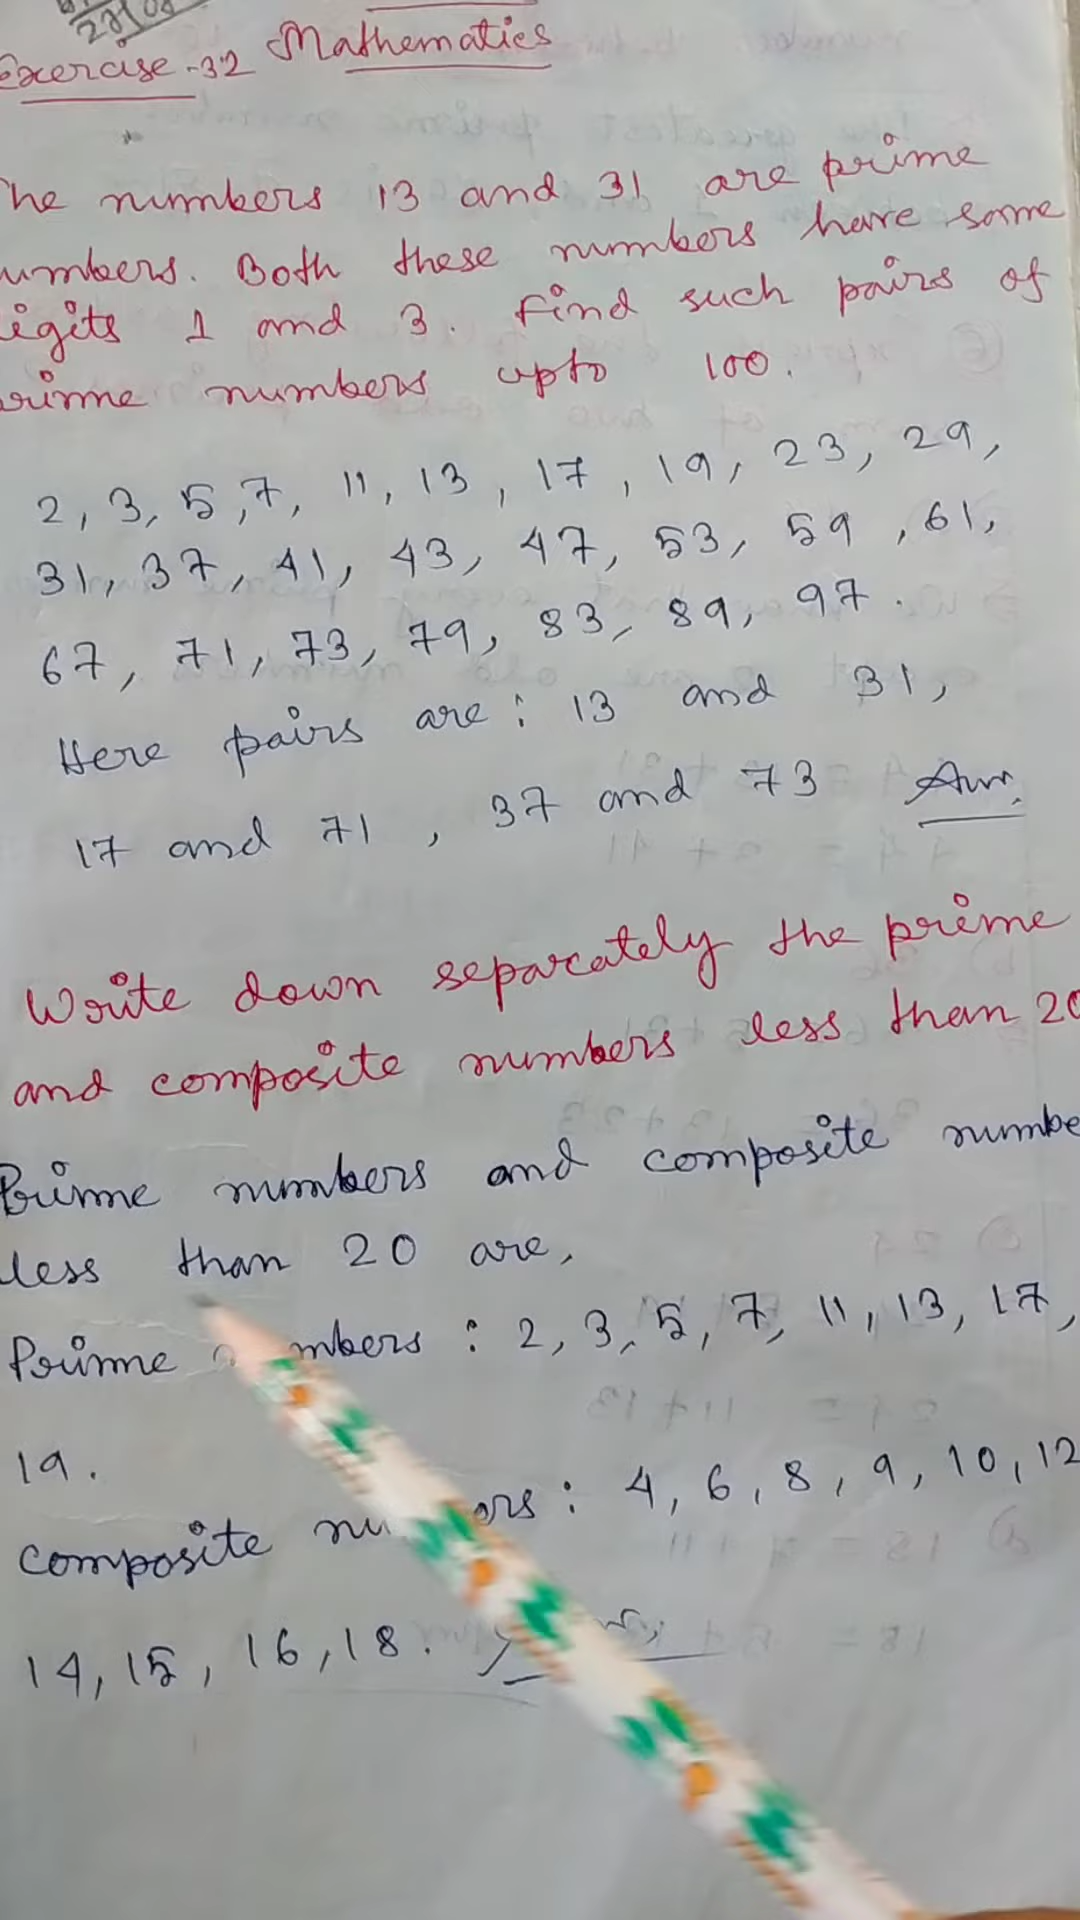 Exercise-32 Mathematics
The numbers 13 and 31 are prime
numbers. Both these numbers have same
digits 1 and 3. Find such pairs of
prime numbers upto 100.
2, 3, 5, 7, 11, 13, 17, 19, 23, 29,
31, 37, 41, 43, 47, 53, 59, 61,
67, 71, 73, 79, 83, 89, 97.
Here pairs are: 13 and 31,
17 and 71, 37 and 73 Ans.
Write down separately the prime
and composite numbers less than 20
Prime numbers and composite numbe
less than 20 are,
Prime numbers: 2, 3, 5, 7, 11, 13, 17,
19.
composite numbers: 4, 6, 8, 9, 10, 12
14, 15, 16, 18.